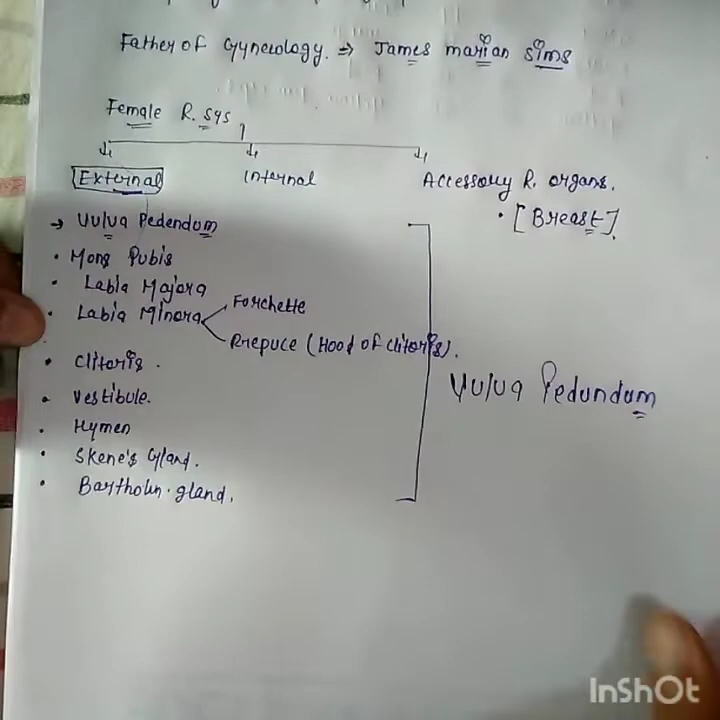 Father of Gynecology. ⇒ James marian sims
Female R. sys
External
Internal
Accessory R. organs.
• [Breast].
→ Vulva Pedendum
• Mons Pubis
• Labia Majora
• Labia Minora
Forchette
Prepuce (Hood of clitoris).
• Clitoris.
• Vestibule.
• Hymen
• Skene's Gland.
• Bartholin. gland.
Vulva Pedundum
InShOt